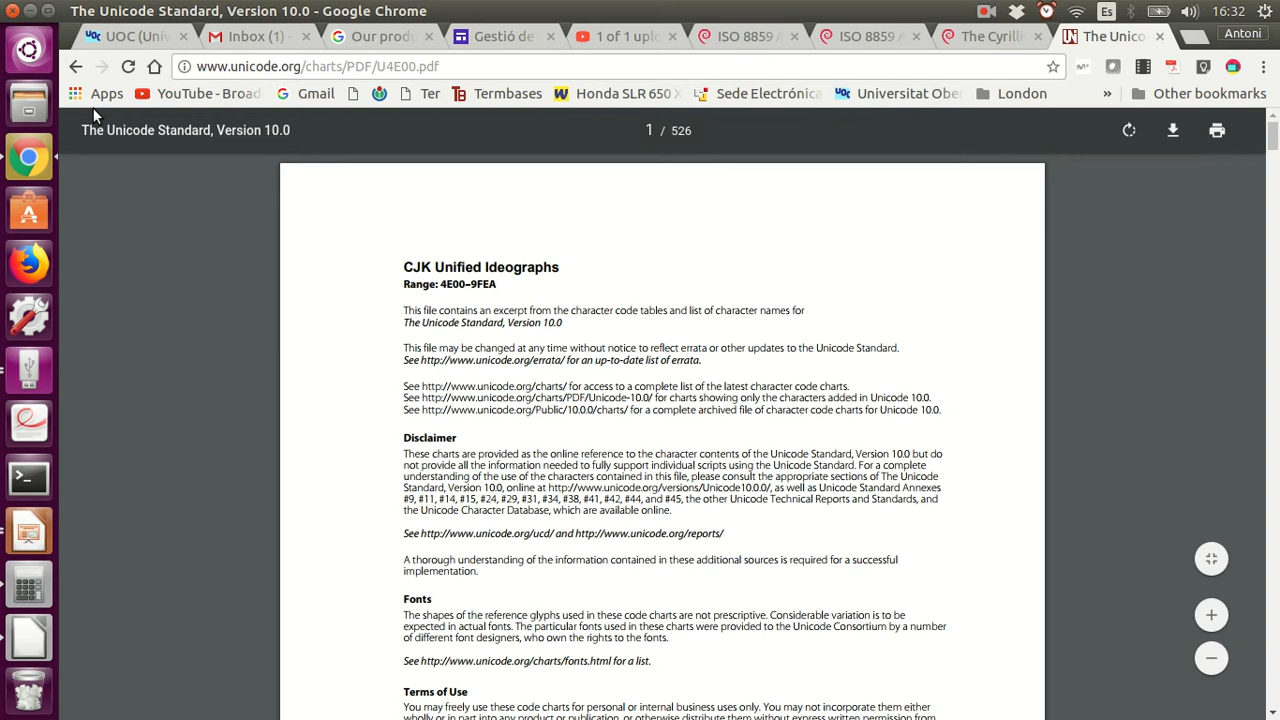 The Unicode Standard, Version 10.0 - Google Chrome
Es
16:32
UOC (Univ
Inbox (1) -
Our produ
Gestió de
1 of 1 uplo
ISO 8859
ISO 8859
The Cyrilli
The Unico
Antoni
www.unicode.org/charts/PDF/U4E00.pdf
Apps
YouTube - Broad
Gmail
Ter
Termbases
Honda SLR 650 X
Sede Electrónica
Universitat Ober
London
»
Other bookmarks
The Unicode Standard, Version 10.0
1 / 526
CJK Unified Ideographs
Range: 4E00–9FEA
This file contains an excerpt from the character code tables and list of character names for
The Unicode Standard, Version 10.0
This file may be changed at any time without notice to reflect errata or other updates to the Unicode Standard.
See http://www.unicode.org/errata/ for an up-to-date list of errata.
See http://www.unicode.org/charts/ for access to a complete list of the latest character code charts.
See http://www.unicode.org/charts/PDF/Unicode-10.0/ for charts showing only the characters added in Unicode 10.0.
See http://www.unicode.org/Public/10.0.0/charts/ for a complete archived file of character code charts for Unicode 10.0.
Disclaimer
These charts are provided as the online reference to the character contents of the Unicode Standard, Version 10.0 but do
not provide all the information needed to fully support individual scripts using the Unicode Standard. For a complete
understanding of the use of the characters contained in this file, please consult the appropriate sections of The Unicode
Standard, Version 10.0, online at http://www.unicode.org/versions/Unicode10.0.0/, as well as Unicode Standard Annexes
#9, #11, #14, #15, #24, #29, #31, #34, #38, #41, #42, #44, and #45, the other Unicode Technical Reports and Standards, and
the Unicode Character Database, which are available online.
See http://www.unicode.org/ucd/ and http://www.unicode.org/reports/
A thorough understanding of the information contained in these additional sources is required for a successful
implementation.
Fonts
The shapes of the reference glyphs used in these code charts are not prescriptive. Considerable variation is to be
expected in actual fonts. The particular fonts used in these charts were provided to the Unicode Consortium by a number
of different font designers, who own the rights to the fonts.
See http://www.unicode.org/charts/fonts.html for a list.
Terms of Use
You may freely use these code charts for personal or internal business uses only. You may not incorporate them either
wholly or in part into any product or publication, or otherwise distribute them without express written permission from